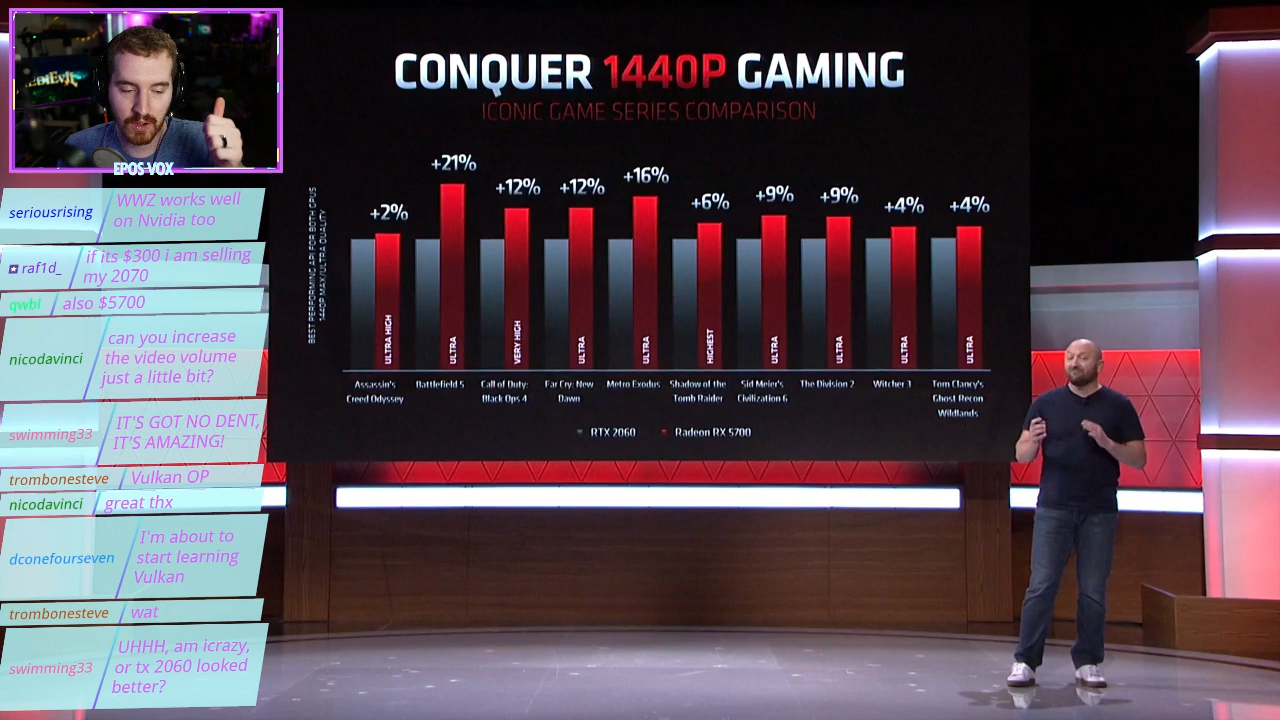 EPOS VOX
seriousrising
WWZ works well
on Nvidia too
raf1d_
if its $300 i am selling
my 2070
qwbl
also $5700
nicodavinci
can you increase
the video volume
just a little bit?
swimming33
IT'S GOT NO DENT,
IT'S AMAZING!
trombonesteve
Vulkan OP
nicodavinci
great thx
dconefourseven
I'm about to
start learning
Vulkan
trombonesteve
wat
swimming33
UHHH, am icrazy,
or tx 2060 looked
better?
CONQUER 1440P GAMING
ICONIC GAME SERIES COMPARISON
BEST PERFORMING API FOR BOTH GPUS
1440P MAX/ULTRA QUALITY
+2%
+21%
+12%
+12%
+16%
+6%
+9%
+9%
+4%
+4%
ULTRA HIGH
ULTRA
VERY HIGH
ULTRA
ULTRA
HIGHEST
ULTRA
ULTRA
ULTRA
ULTRA
Assassin's
Creed Odyssey
Battlefield 5
Call of Duty:
Black Ops 4
Far Cry: New
Dawn
Metro Exodus
Shadow of the
Tomb Raider
Sid Meier's
Civilization 6
The Division 2
Witcher 3
Tom Clancy's
Ghost Recon
Wildlands
RTX 2060
Radeon RX 5700